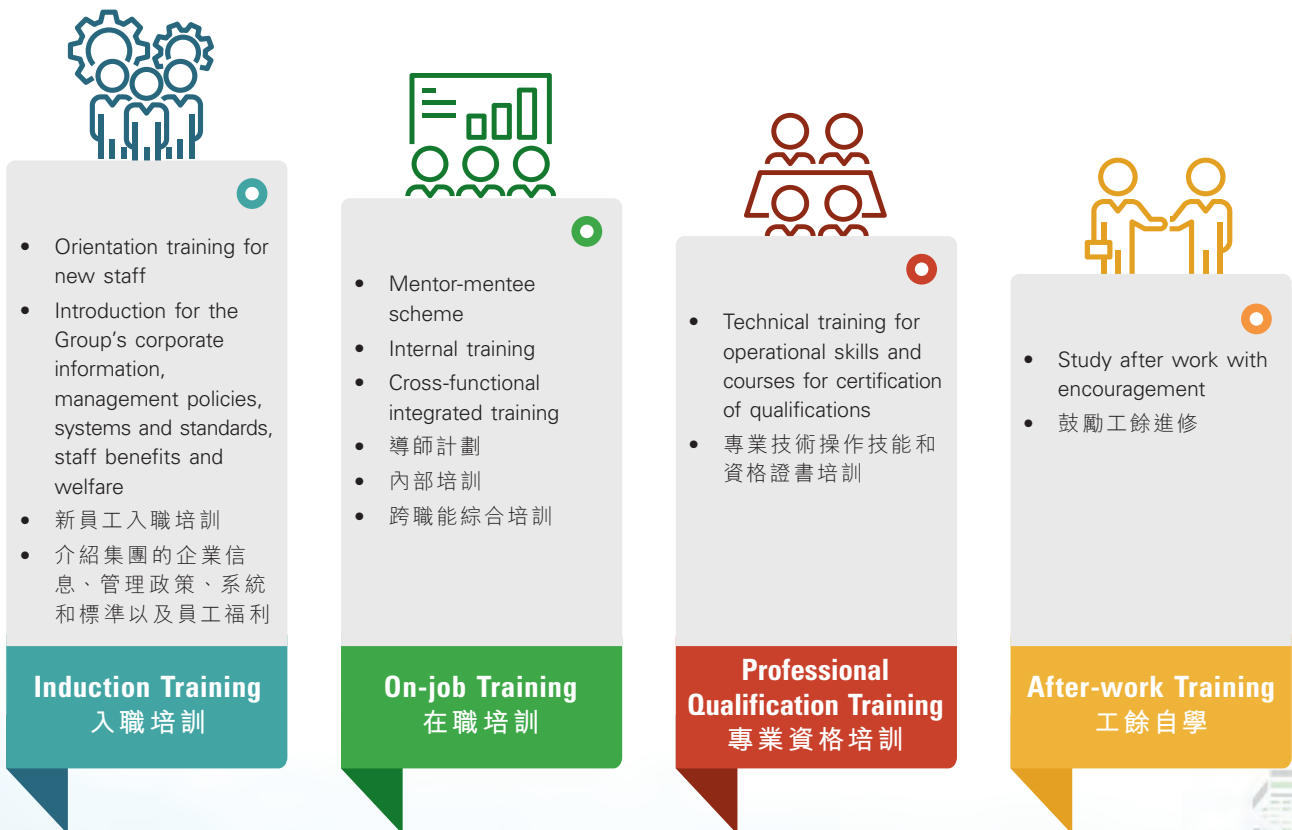 • Orientation training for
new staff
• Introduction for the
Group's corporate
information,
management policies,
systems and standards,
staff benefits and
welfare
• 新員工入職培訓
• 介紹集團的企業信
息、管理政策、系統
和標準以及員工福利
Induction Training
入職培訓
• Mentor-mentee
scheme
• Internal training
• Cross-functional
integrated training
• 導師計劃
• 內部培訓
• 跨職能綜合培訓
On-job Training
在職培訓
• Technical training for
operational skills and
courses for certification
of qualifications
• 專業技術操作技能和
資格證書培訓
Professional
Qualification Training
專業資格培訓
• Study after work with
encouragement
• 鼓勵工餘進修
After-work Training
工餘自學